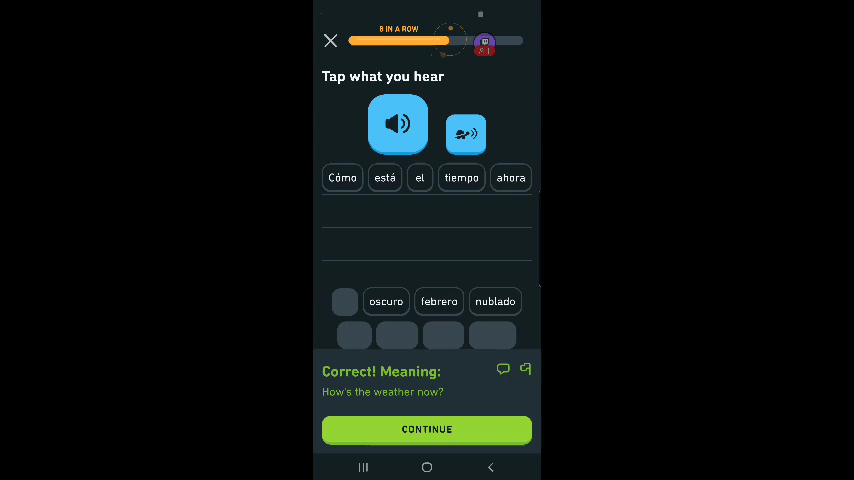 8 IN A ROW
Tap what you hear
Cómo está el tiempo ahora
oscuro febrero nublado
Correct! Meaning:
How's the weather now?
CONTINUE